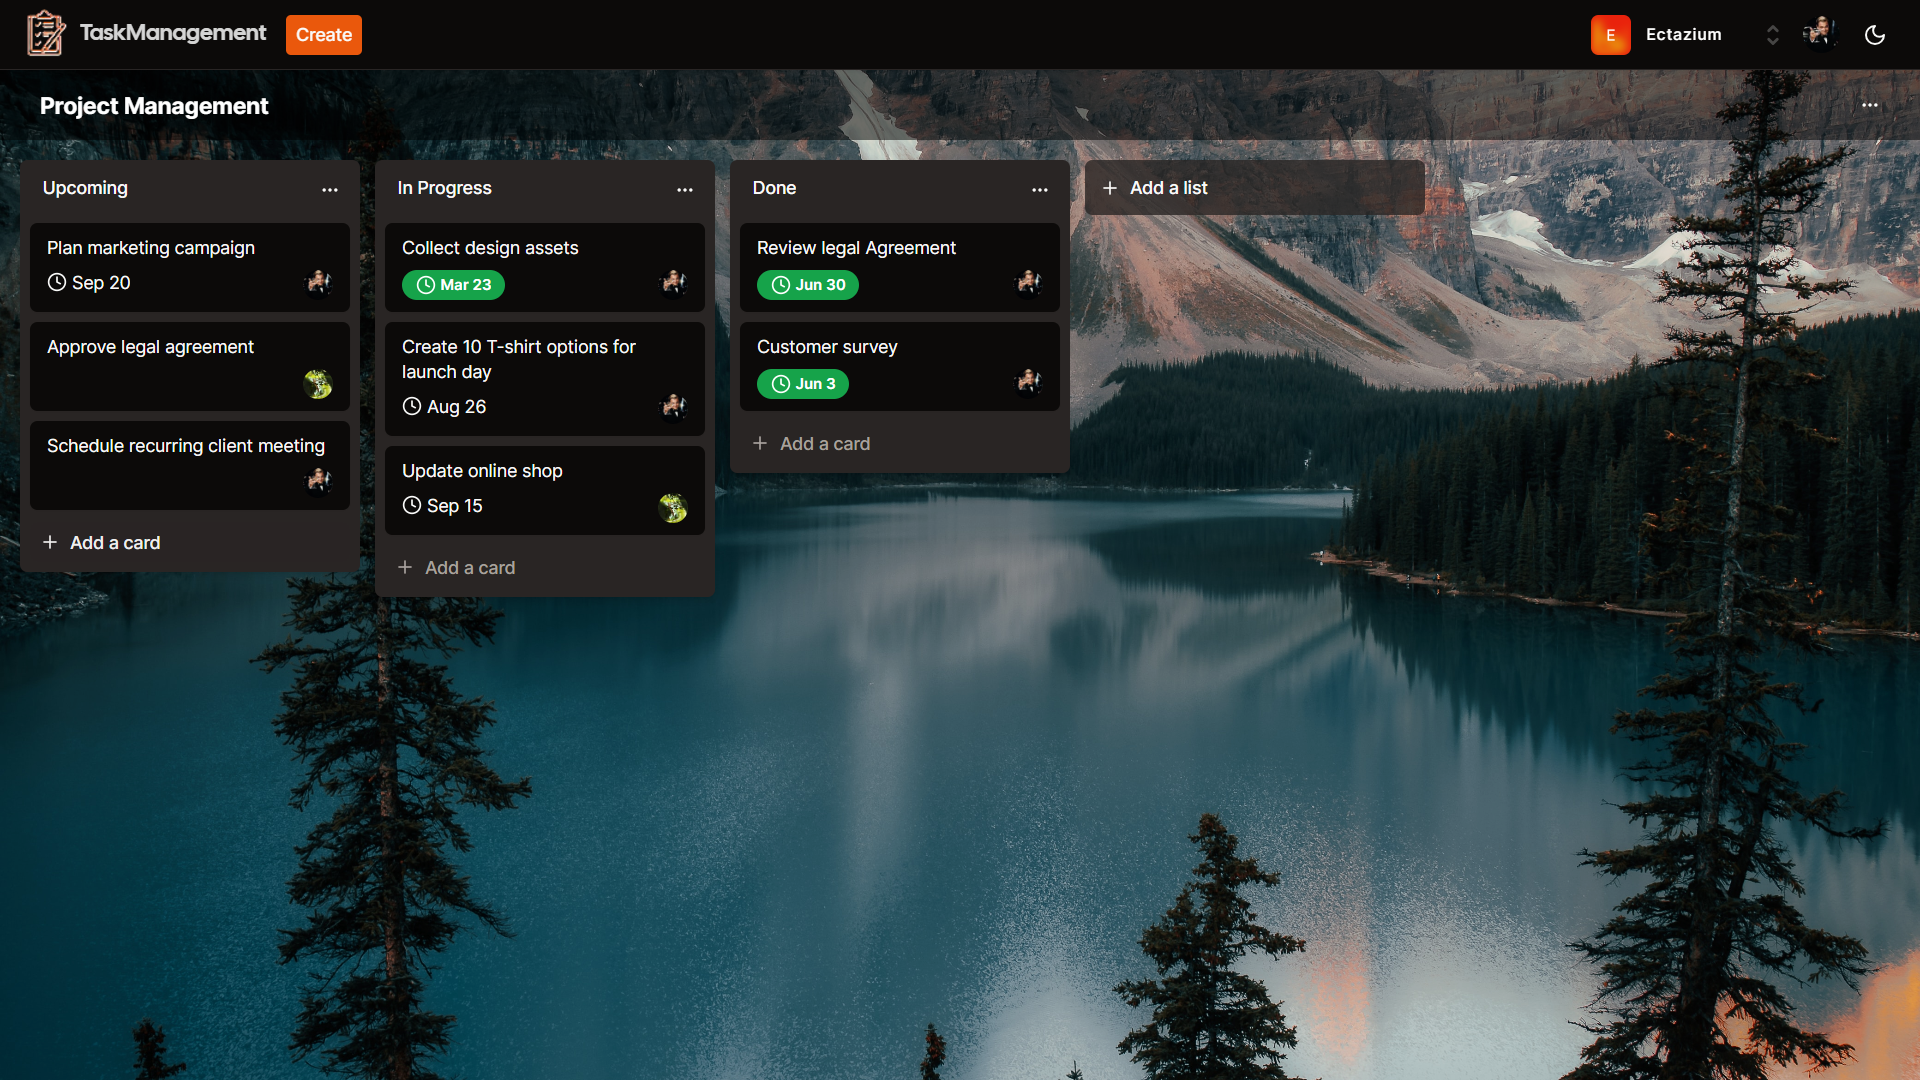 TaskManagement
Create
E
Ectazium
Project Management
Upcoming
Plan marketing campaign
Sep 20
Approve legal agreement
Schedule recurring client meeting
Add a card
In Progress
Collect design assets
Mar 23
Create 10 T-shirt options for
launch day
Aug 26
Update online shop
Sep 15
Add a card
Done
Review legal Agreement
Jun 30
Customer survey
Jun 3
Add a card
Add a list